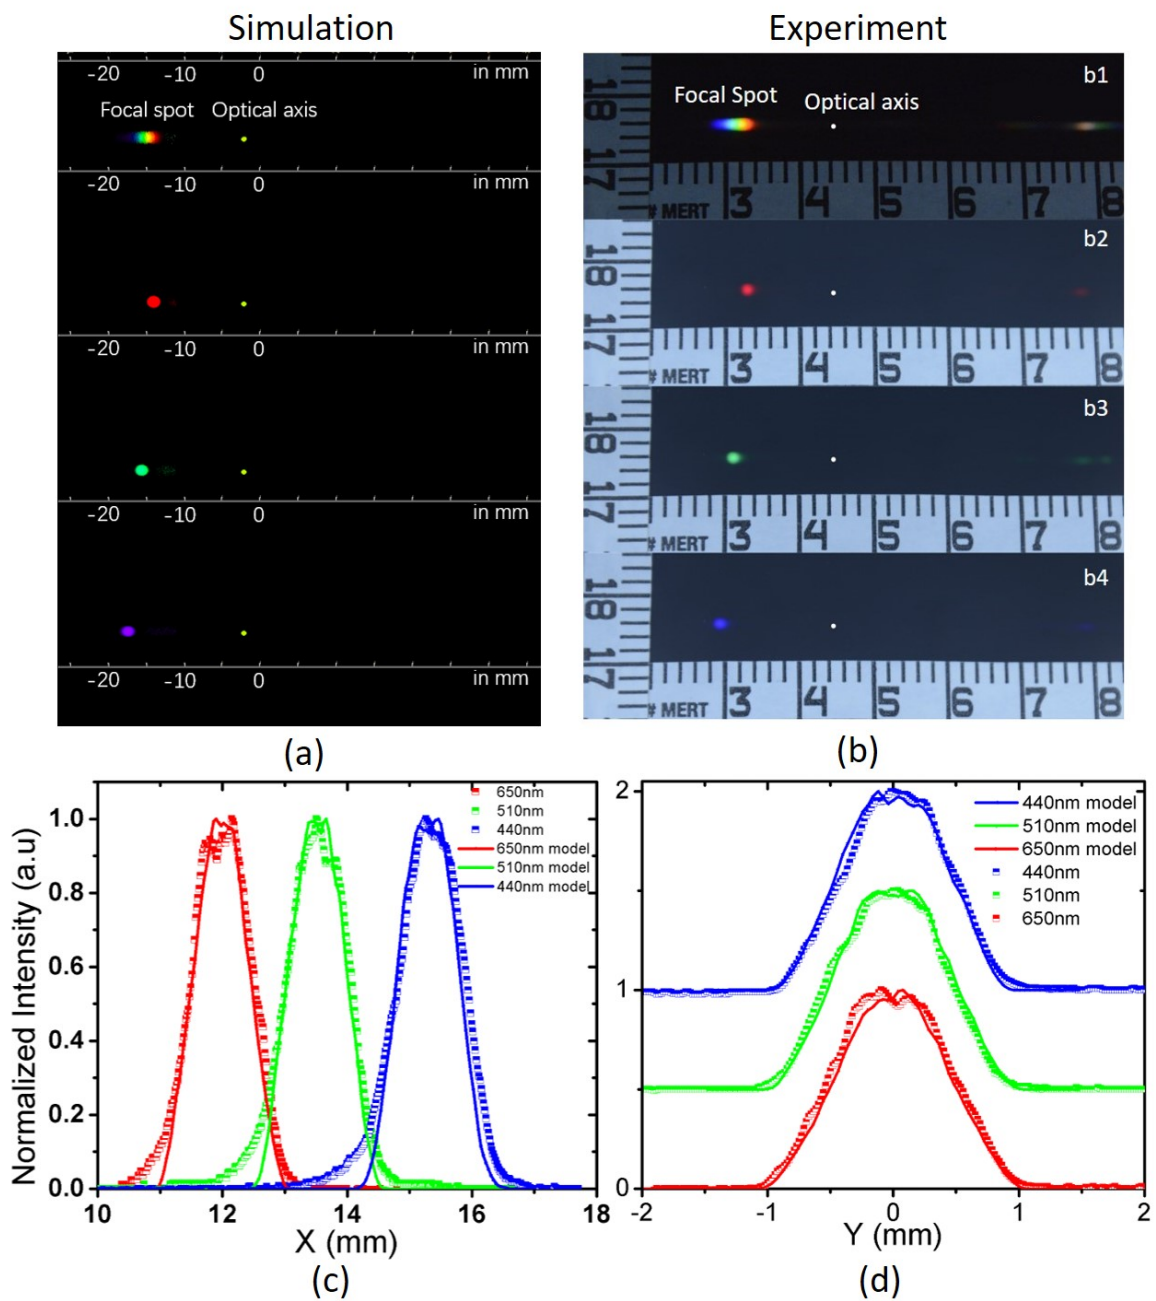 Simulation
Experiment
-20 -10 0 in mm
Focal spot Optical axis
-20 -10 0 in mm
-20 -10 0 in mm
-20 -10 0 in mm
-20 -10 0 in mm
(a)
b1
Focal Spot Optical axis
18
17
# MERT 3 4 5 6 7 8
b2
18
17
# MERT 3 4 5 6 7 8
b3
18
17
# MERT 3 4 5 6 7 8
b4
18
17
# MERT 3 4 5 6 7 8
(b)
Normalized Intensity (a.u)
1.0
0.8
0.6
0.4
0.2
0.0
650nm
510nm
440nm
650nm model
510nm model
440nm model
10 12 14 16 18
X (mm)
(c)
2
1
0
440nm model
510nm model
650nm model
440nm
510nm
650nm
-2 -1 0 1 2
Y (mm)
(d)